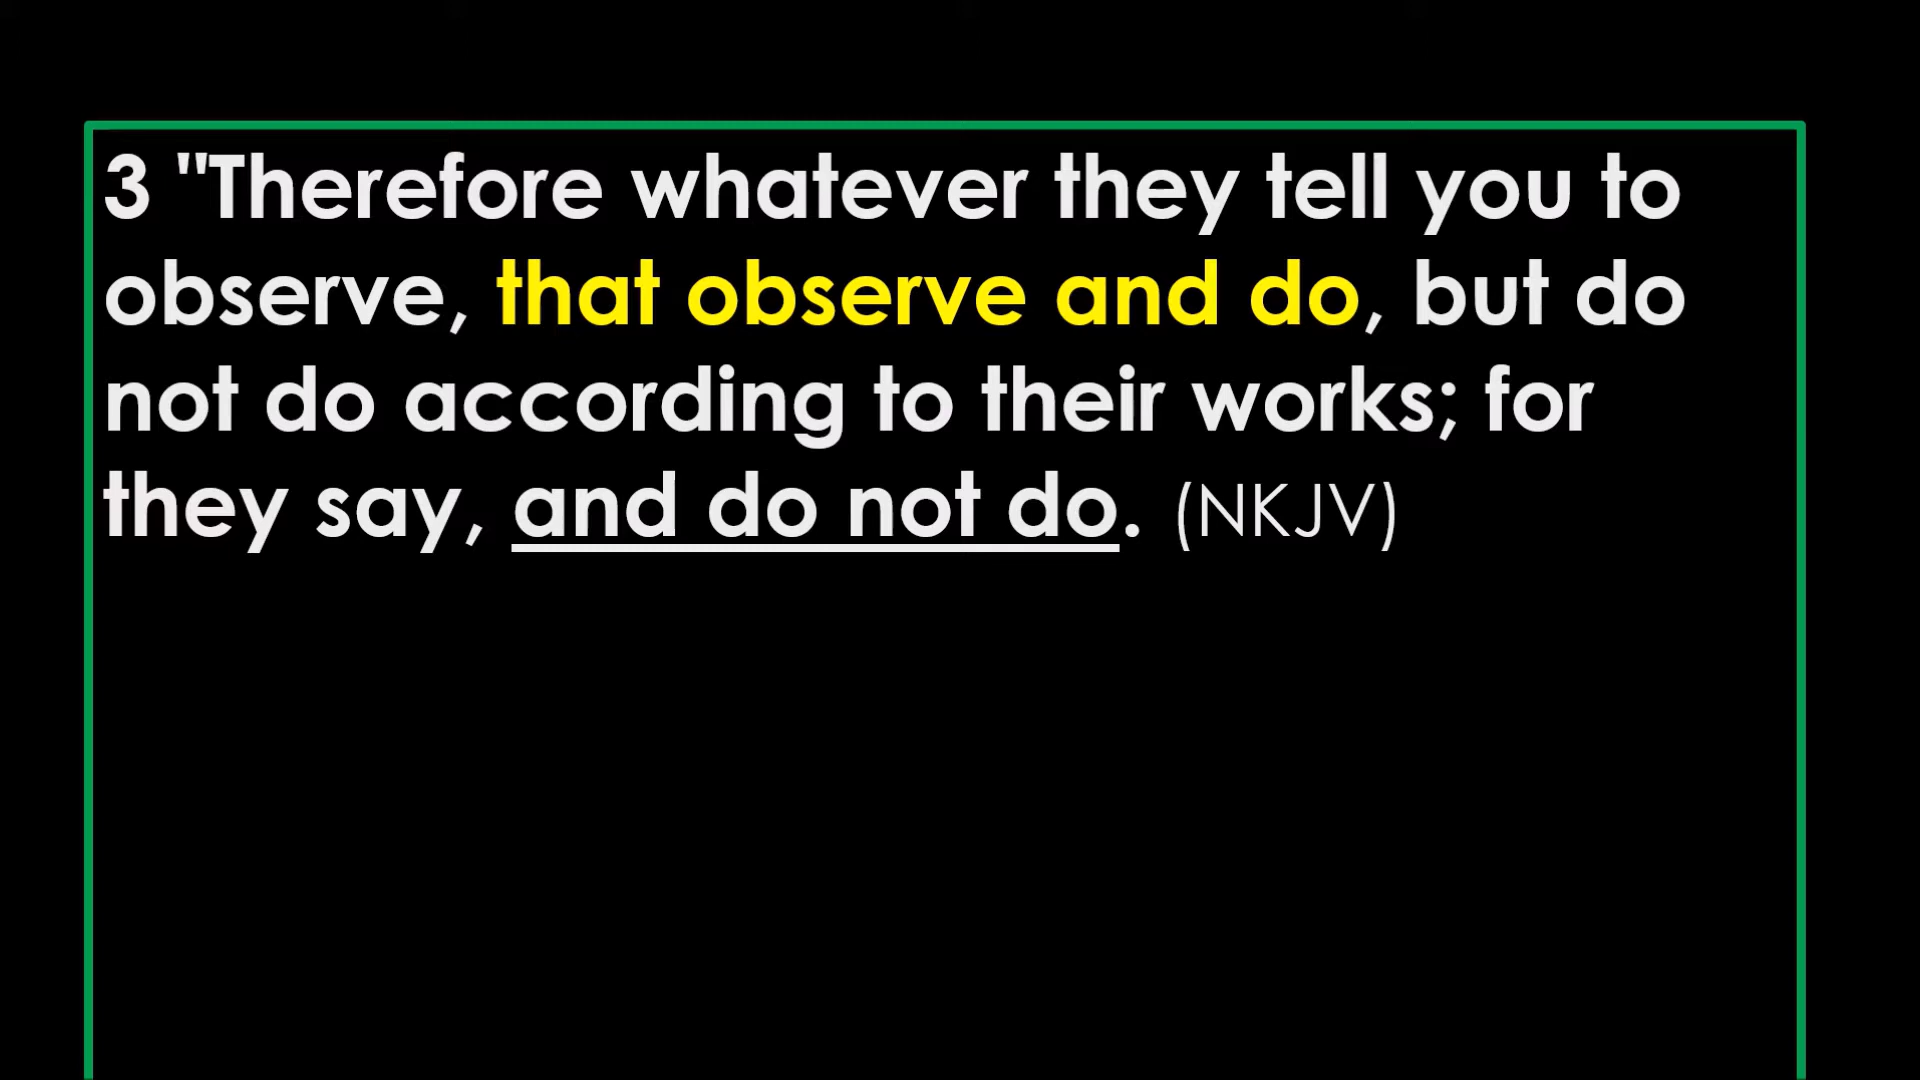 3 "Therefore whatever they tell you to
observe, that observe and do, but do
not do according to their works; for
they say, and do not do. (NKJV)